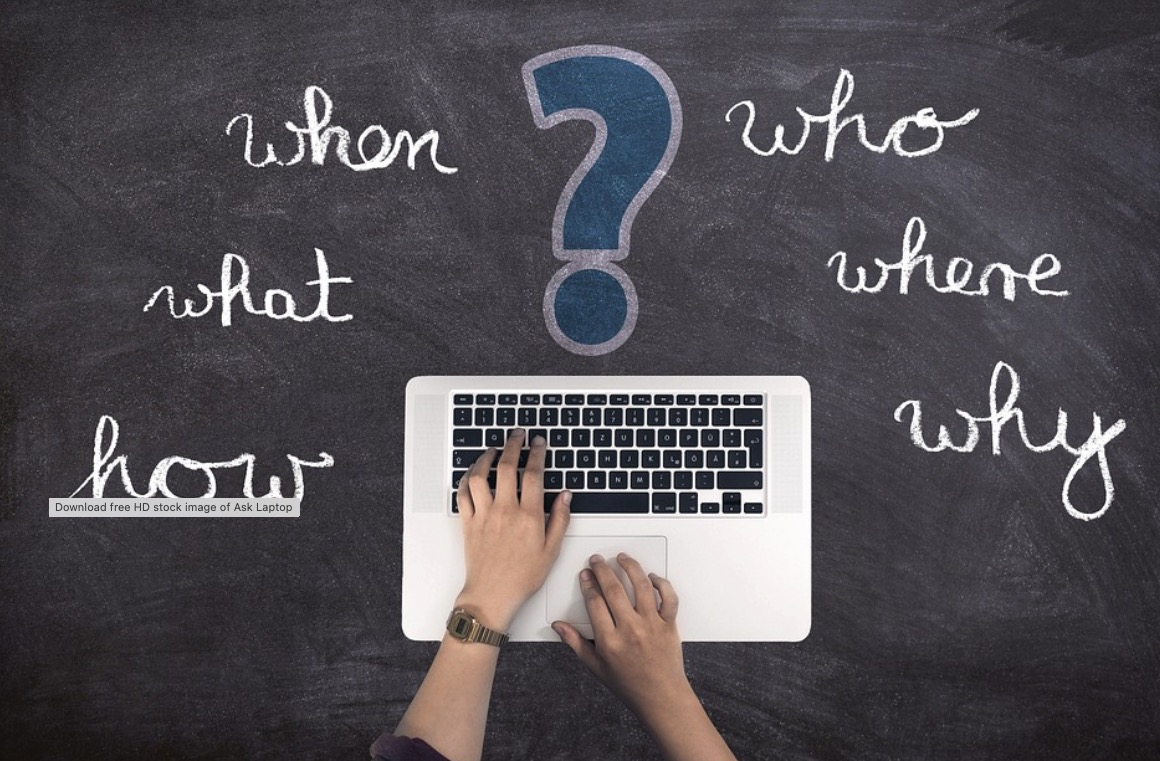 when
?
who
what
where
how
why
Download free HD stock image of Ask Laptop
Q R T Z U I O P Ü
F G H J K L Ö Ä
C V B N M